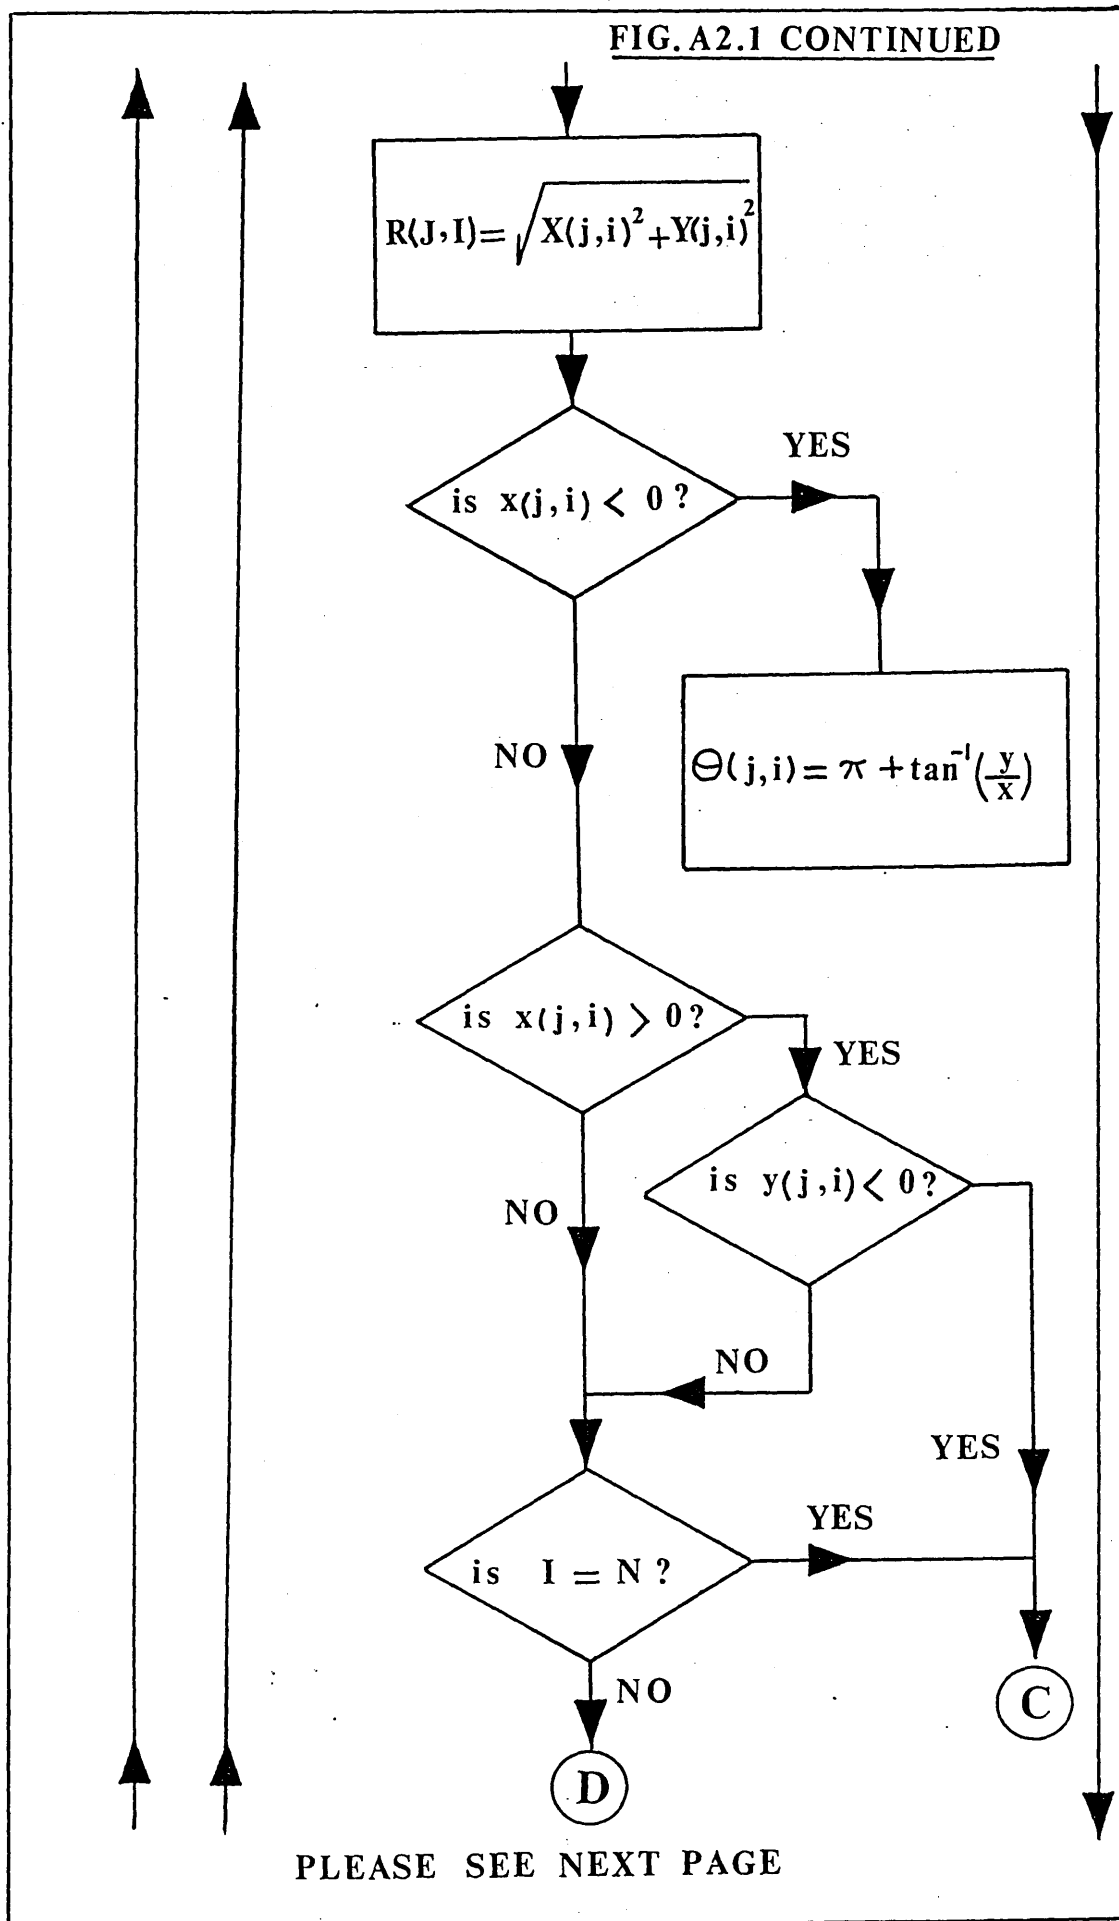 FIG. A2.1 CONTINUED
R(J,I)=√X(j,i)²+Y(j,i)²
is x(j,i) < 0?
YES
NO
Θ(j,i)= π +tan⁻¹(y/x)
is x(j,i) > 0?
YES
is y(j,i) < 0?
NO
NO
YES
is I = N?
YES
NO
C
D
PLEASE SEE NEXT PAGE